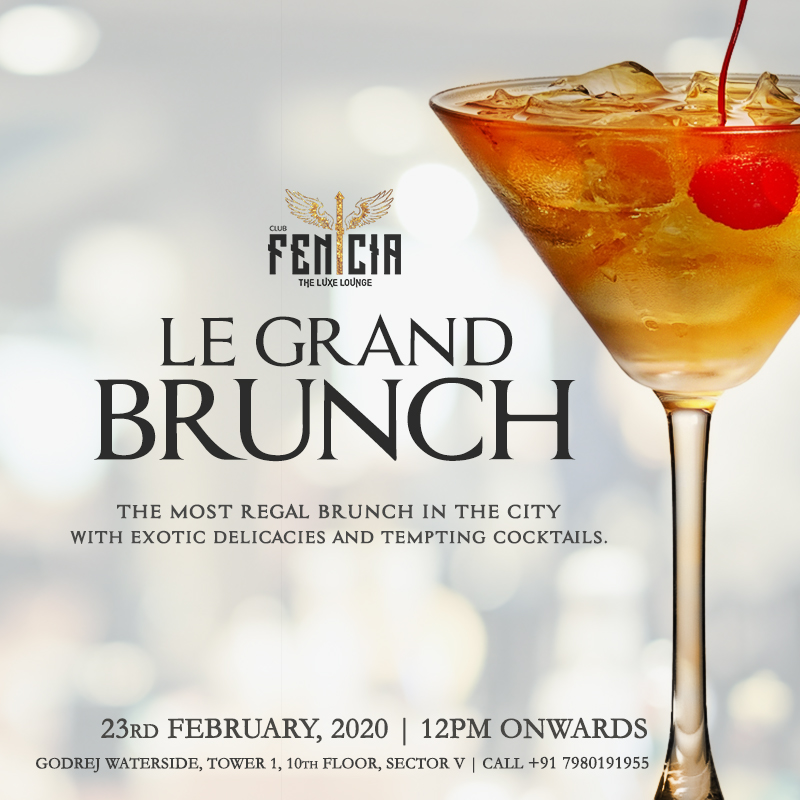 CLUB
FENICIA
THE LUXE LOUNGE
LE GRAND
BRUNCH
THE MOST REGAL BRUNCH IN THE CITY
WITH EXOTIC DELICACIES AND TEMPTING COCKTAILS.
23RD FEBRUARY, 2020 | 12PM ONWARDS
GODREJ WATERSIDE, TOWER 1, 10TH FLOOR, SECTOR V | CALL +91 7980191955